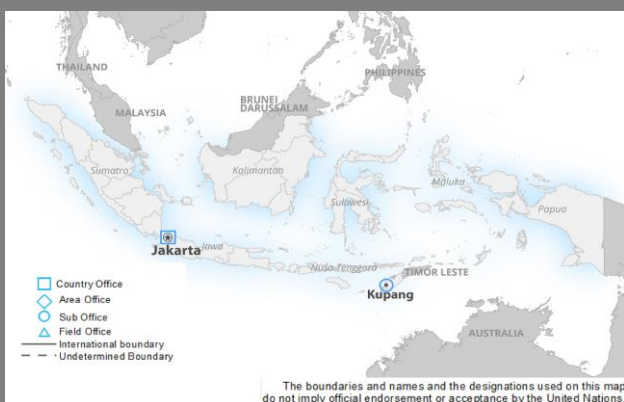 THAILAND
PHILIPPINES
BRUNEI
DARUSSALAM
MALAYSIA
Sumatra
Kalimantan
Maluka
Sulawesi
Papua
Jakarta
Jawa
Nusa Tenggara
TIMOR LESTE
Kupang
AUSTRALIA
Country Office
Area Office
Sub Office
Field Office
International boundary
Undetermined Boundary
The boundaries and names and the designations used on this map
do not imply official endorsement or acceptance by the United Nations.